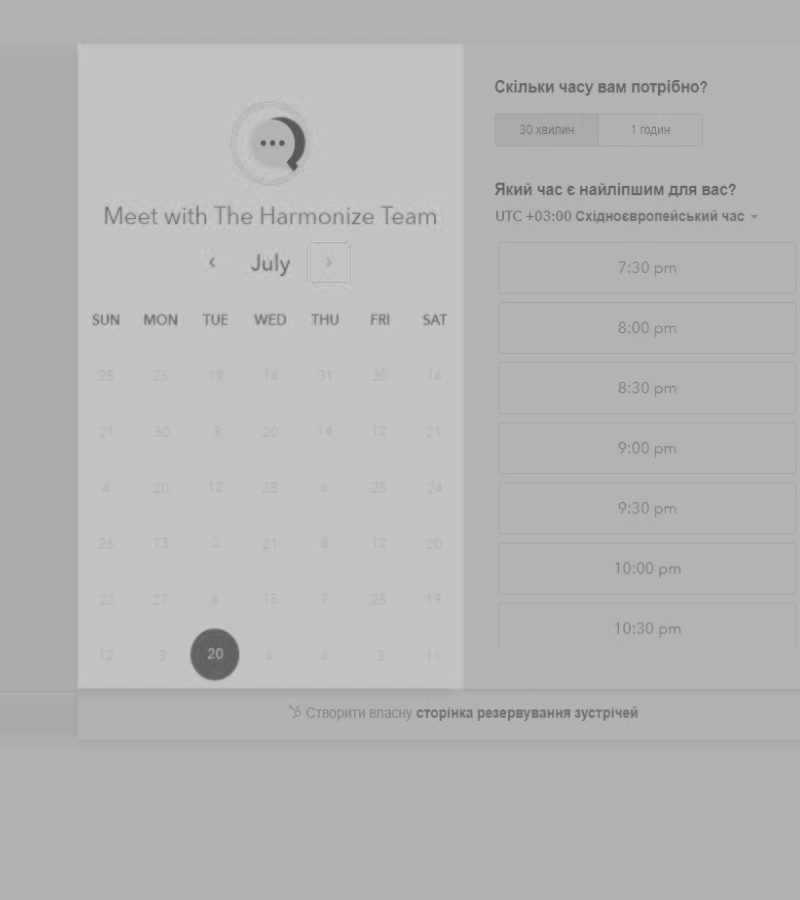 Meet with The Harmonize Team
‹ July ›
SUN MON TUE WED THU FRI SAT
28 25 19 16 31 30 16
21 30 3 20 14 12 21
4 20 12 28 6 28 24
26 13 2 21 8 12 20
22 27 6 15 7 25 19
12 3 20 6 4 3 11
Скільки часу вам потрібно?
30 хвилин 1 годин
Який час є найліпшим для вас?
UTC +03:00 Східноєвропейський час
7:30 pm
8:00 pm
8:30 pm
9:00 pm
9:30 pm
10:00 pm
10:30 pm
Створити власну сторінка резервування зустрічей